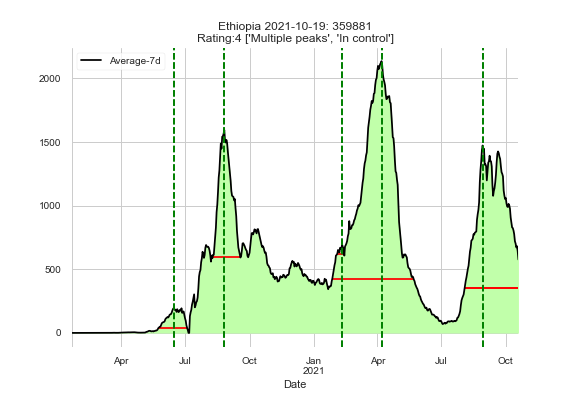 Ethiopia 2021-10-19: 359881
Rating:4 ['Multiple peaks', 'In control']
Average-7d
2000
1500
1000
500
0
Apr
Jul
Oct
Jan
2021
Apr
Jul
Oct
Date